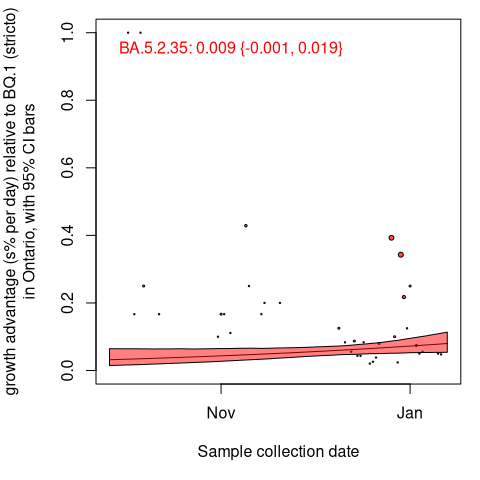 growth advantage (s% per day) relative to BQ.1 (stricto)
in Ontario, with 95% CI bars
BA.5.2.35: 0.009 {-0.001, 0.019}
1.0
0.8
0.6
0.4
0.2
0.0
Nov
Jan
Sample collection date